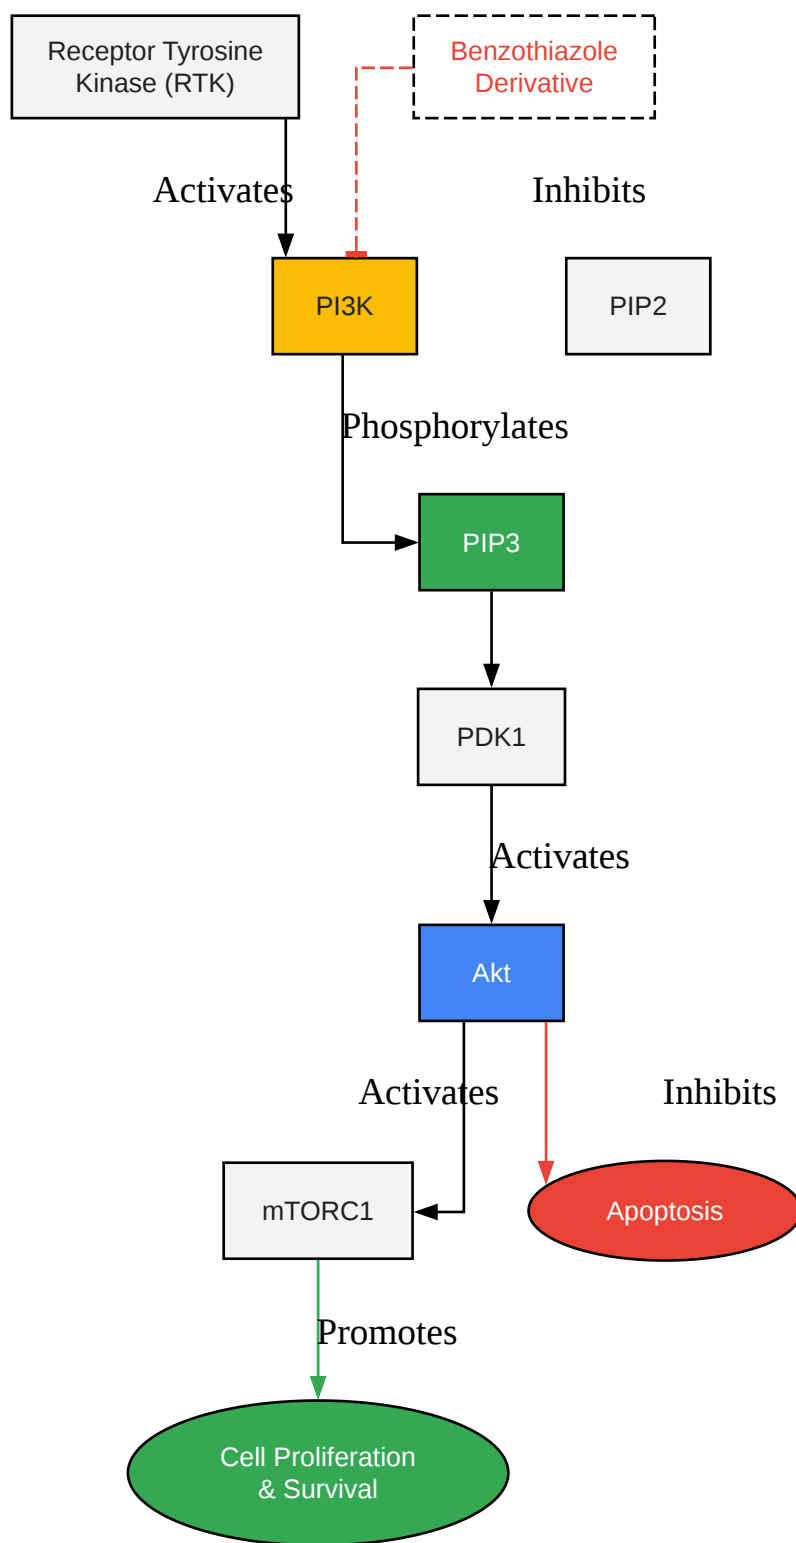 Receptor Tyrosine
Kinase (RTK)
Benzothiazole
Derivative
Activates
Inhibits
PI3K
PIP2
Phosphorylates
PIP3
PDK1
Activates
Akt
Activates
Inhibits
mTORC1
Apoptosis
Promotes
Cell Proliferation
& Survival